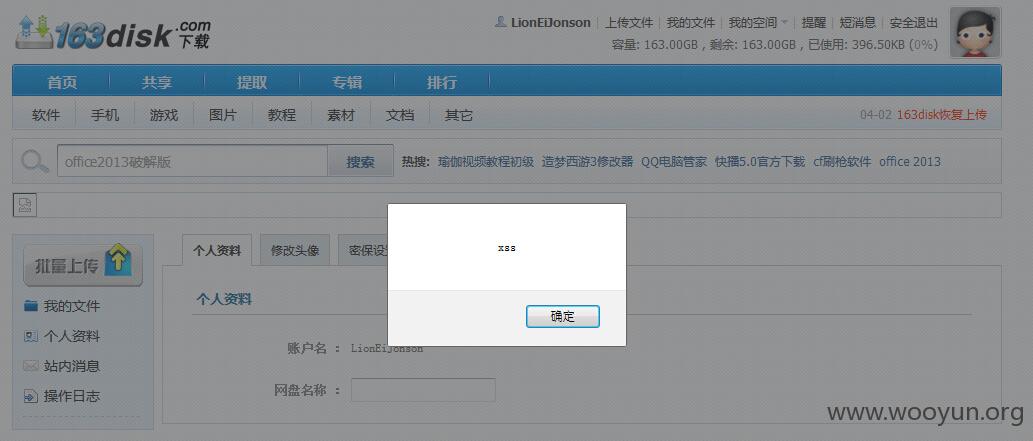 163disk.com下载
LionEiJonson 上传文件 我的文件 我的空间 提醒 短消息 安全退出
容量: 163.00GB , 剩余: 163.00GB , 已使用: 396.50KB (0%)
首页 共享 提取 专辑 排行
软件 手机 游戏 图片 教程 素材 文档 其它 04-02 163disk恢复上传
office2013破解版 搜索 热搜: 瑜伽视频教程初级 造梦西游3修改器 QQ电脑管家 快播5.0官方下载 cf刷枪软件 office 2013
批量上传
我的文件
个人资料
站内消息
操作日志
个人资料 修改头像 密保设
个人资料
账户名 : LionEiJonson
网盘名称 :
xss
确定
www.wooyun.org